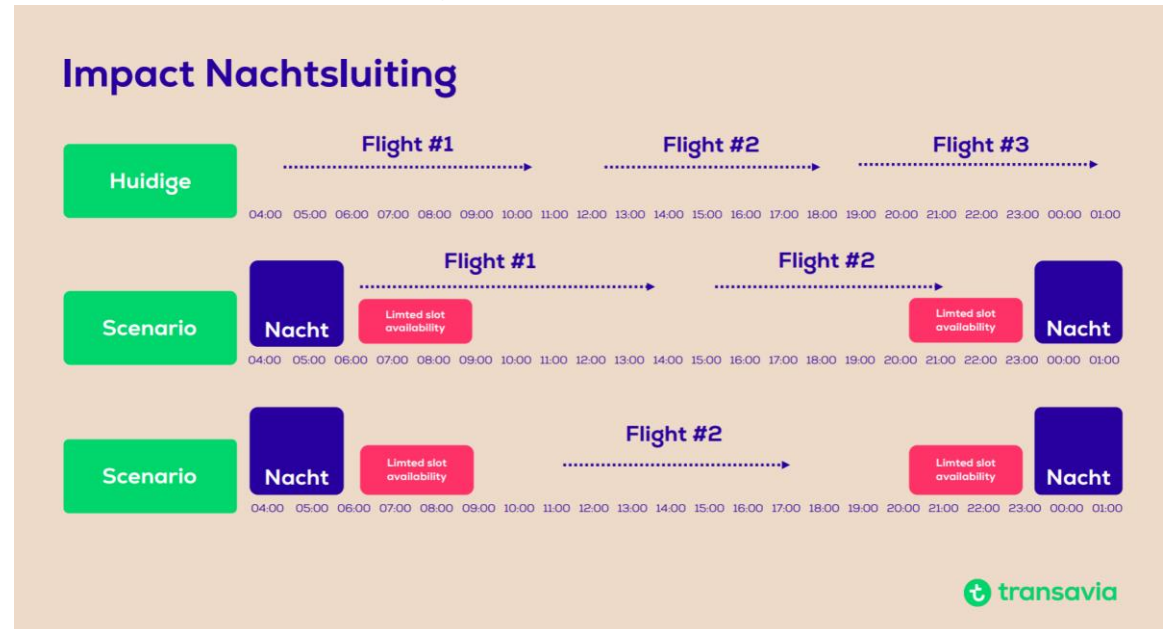 Impact Nachtsluiting
Flight #1 Flight #2 Flight #3
Huidige
04:00 05:00 06:00 07:00 08:00 09:00 10:00 11:00 12:00 13:00 14:00 15:00 16:00 17:00 18:00 19:00 20:00 21:00 22:00 23:00 00:00 01:00
Flight #1 Flight #2
Limted slot
availability
Limted slot
availability
Scenario
Nacht
Nacht
04:00 05:00 06:00 07:00 08:00 09:00 10:00 11:00 12:00 13:00 14:00 15:00 16:00 17:00 18:00 19:00 20:00 21:00 22:00 23:00 00:00 01:00
Flight #2
Limted slot
availability
Limted slot
availability
Scenario
Nacht
Nacht
04:00 05:00 06:00 07:00 08:00 09:00 10:00 11:00 12:00 13:00 14:00 15:00 16:00 17:00 18:00 19:00 20:00 21:00 22:00 23:00 00:00 01:00
transavia